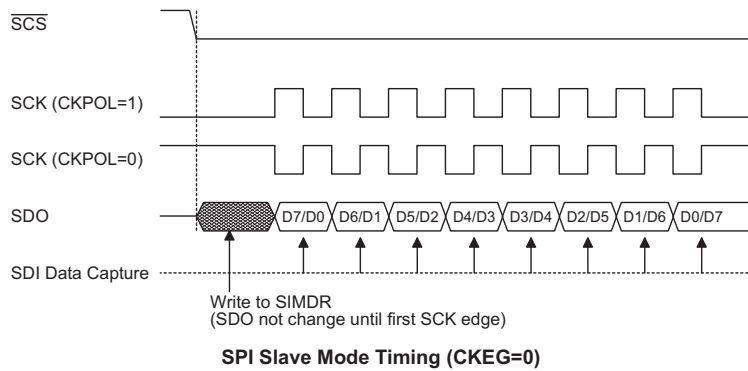 SCS
SCK (CKPOL=1)
SCK (CKPOL=0)
SDO
D7/D0 D6/D1 D5/D2 D4/D3 D3/D4 D2/D5 D1/D6 D0/D7
SDI Data Capture
Write to SIMDR
(SDO not change until first SCK edge)
SPI Slave Mode Timing (CKEG=0)